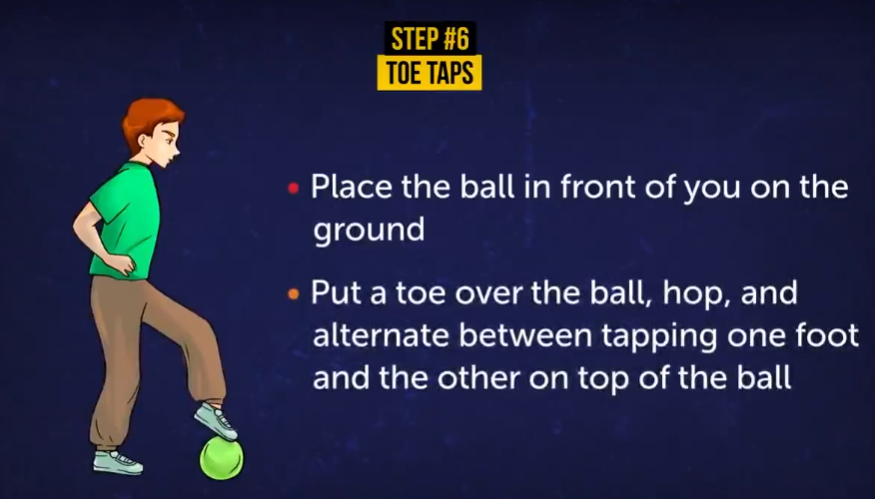 STEP #6
TOE TAPS
• Place the ball in front of you on the
ground
• Put a toe over the ball, hop, and
alternate between tapping one foot
and the other on top of the ball